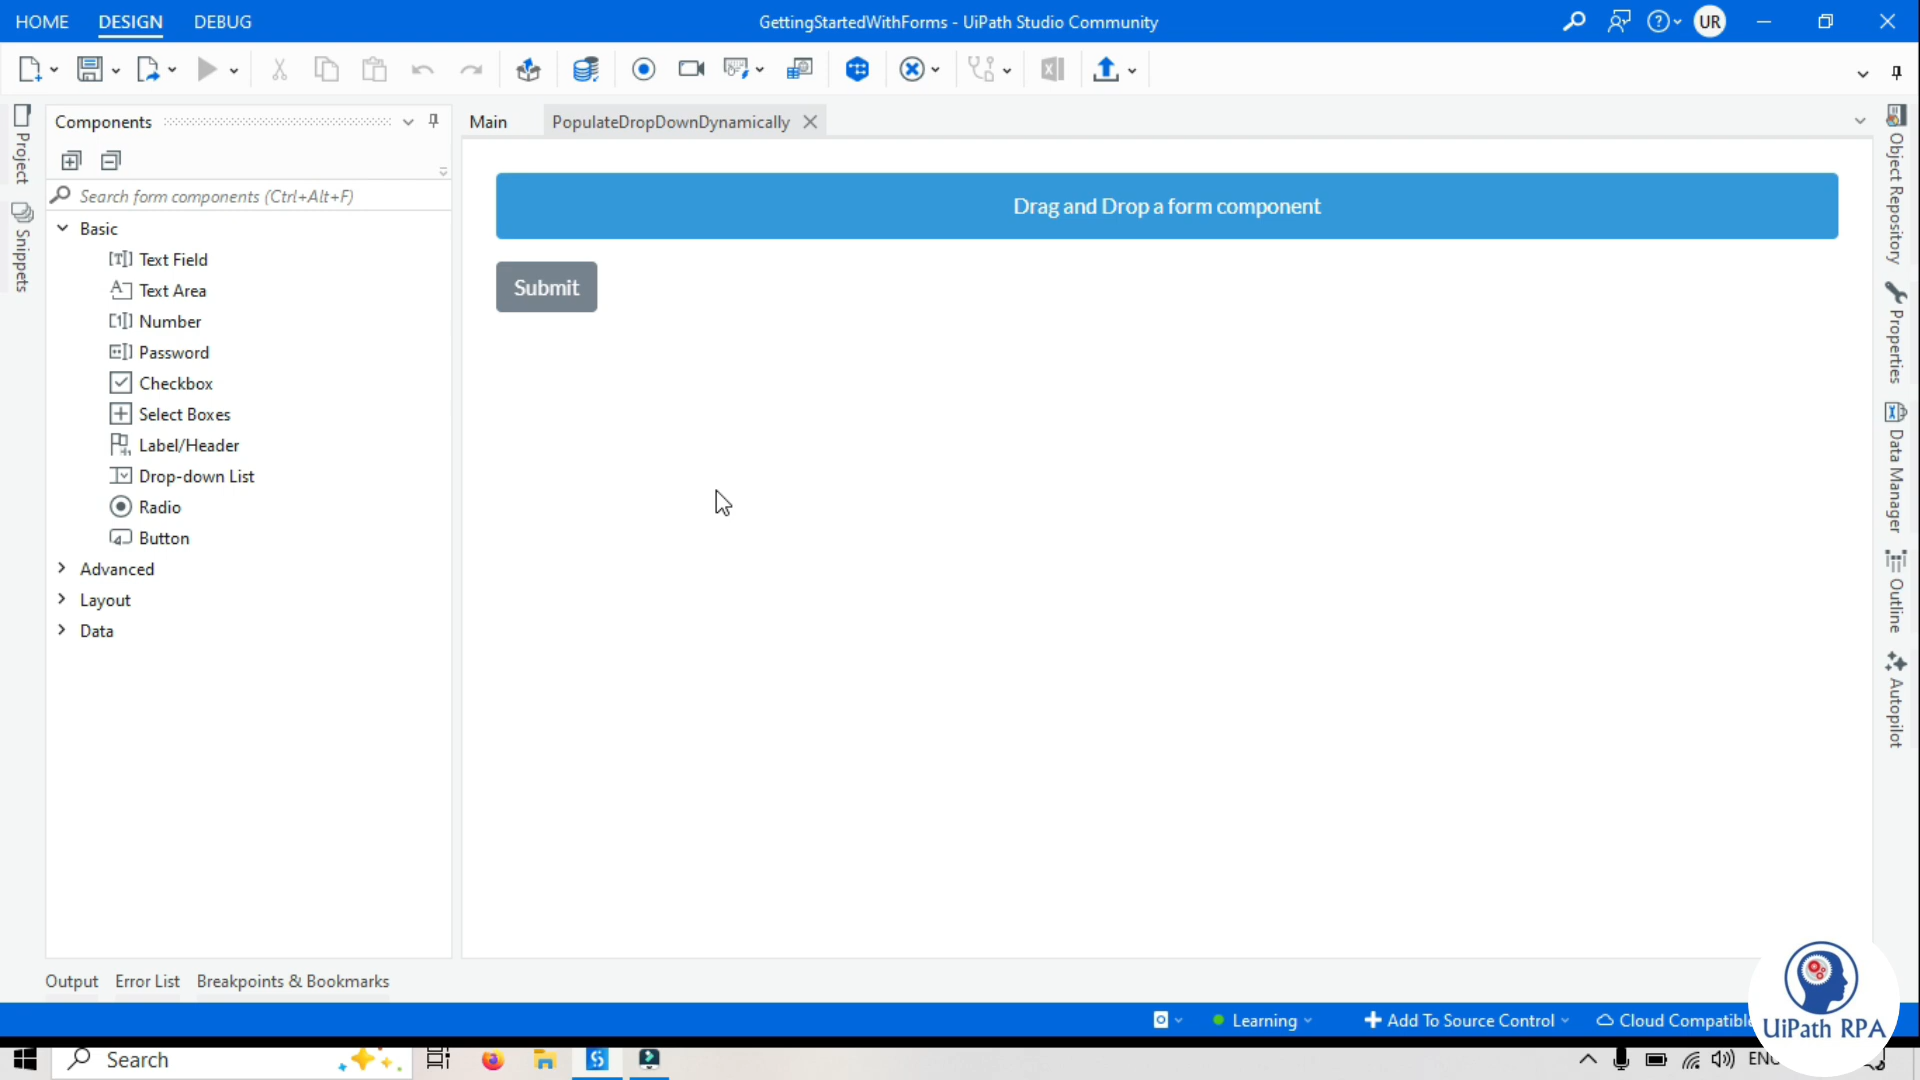 HOME DESIGN DEBUG GettingStartedWithForms - UiPath Studio Community UR
Components
Main PopulateDropDownDynamically
Search form components (Ctrl+Alt+F)
Basic
Text Field
Text Area
Number
Password
Checkbox
Select Boxes
Label/Header
Drop-down List
Radio
Button
Advanced
Layout
Data
Drag and Drop a form component
Submit
Project
Snippets
Object Repository
Properties
Data Manager
Outline
Autopilot
Output Error List Breakpoints & Bookmarks
Learning Add To Source Control Cloud Compatible
UiPath RPA
Search